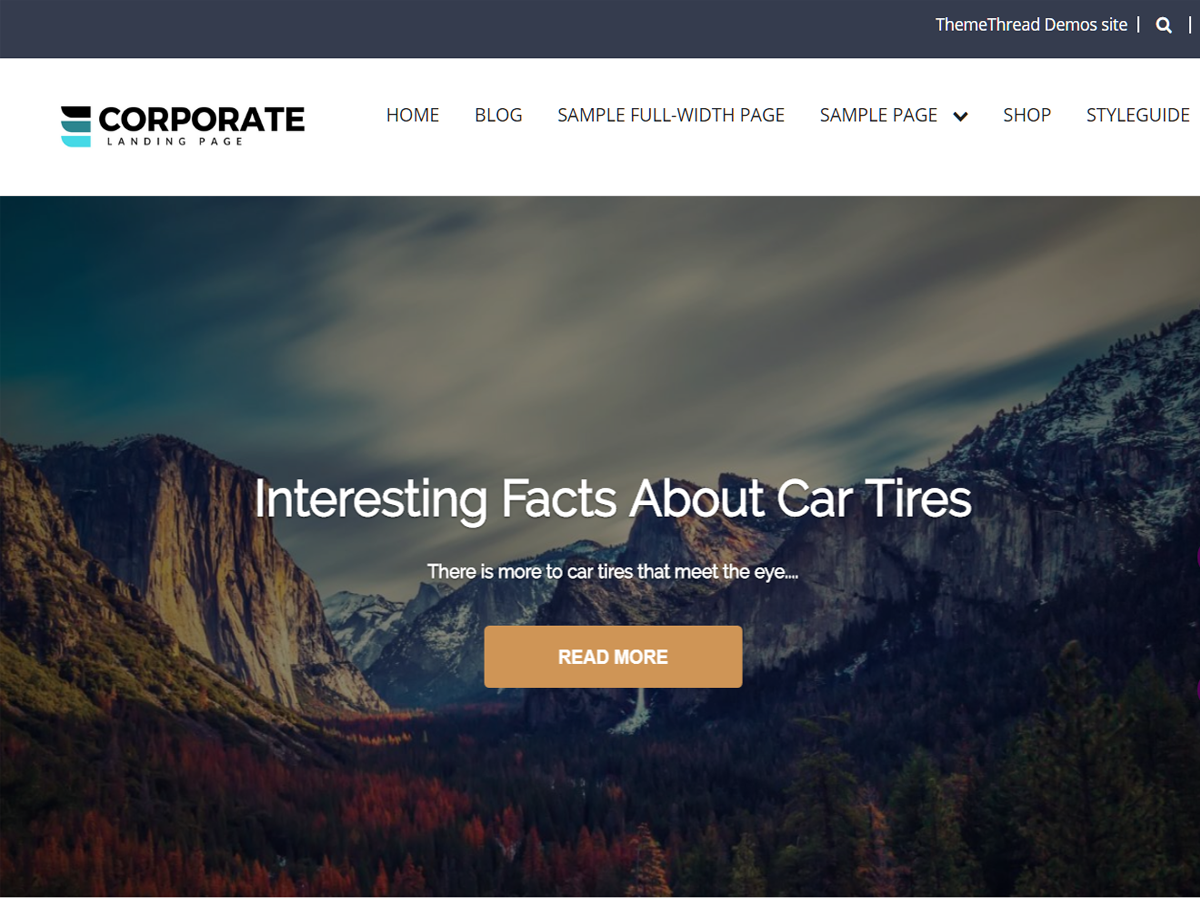 ThemeThread Demos site |
CORPORATE
LANDING PAGE
HOME BLOG SAMPLE FULL-WIDTH PAGE SAMPLE PAGE SHOP STYLEGUIDE
Interesting Facts About Car Tires
There is more to car tires that meet the eye....
READ MORE